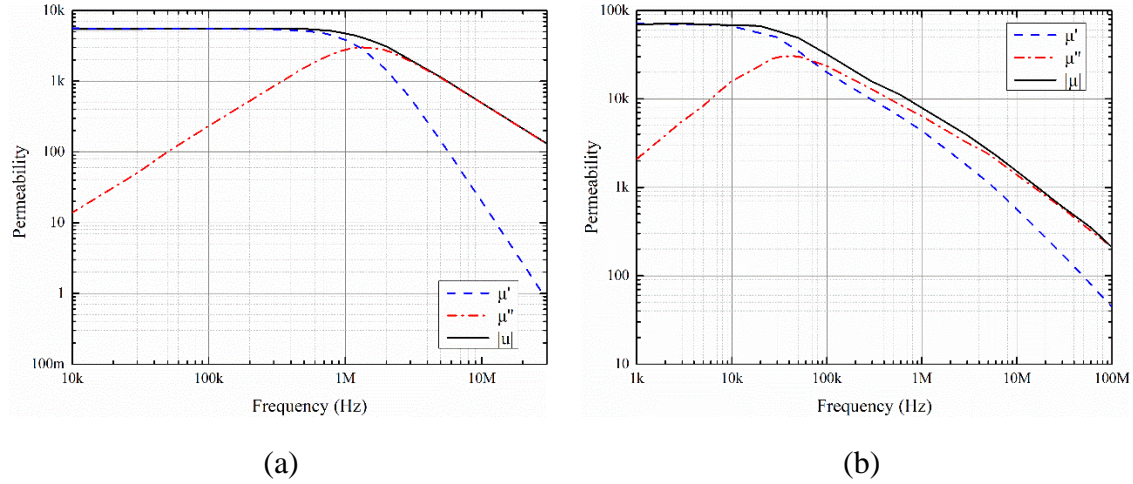 10k
1k
100
10
1
100m
Permeability
10k
100k
1M
10M
Frequency (Hz)
μ'
μ"
|u|
(a)
100k
10k
1k
100
10
Permeability
1k
10k
100k
1M
10M
100M
Frequency (Hz)
μ'
μ"
|μ|
(b)